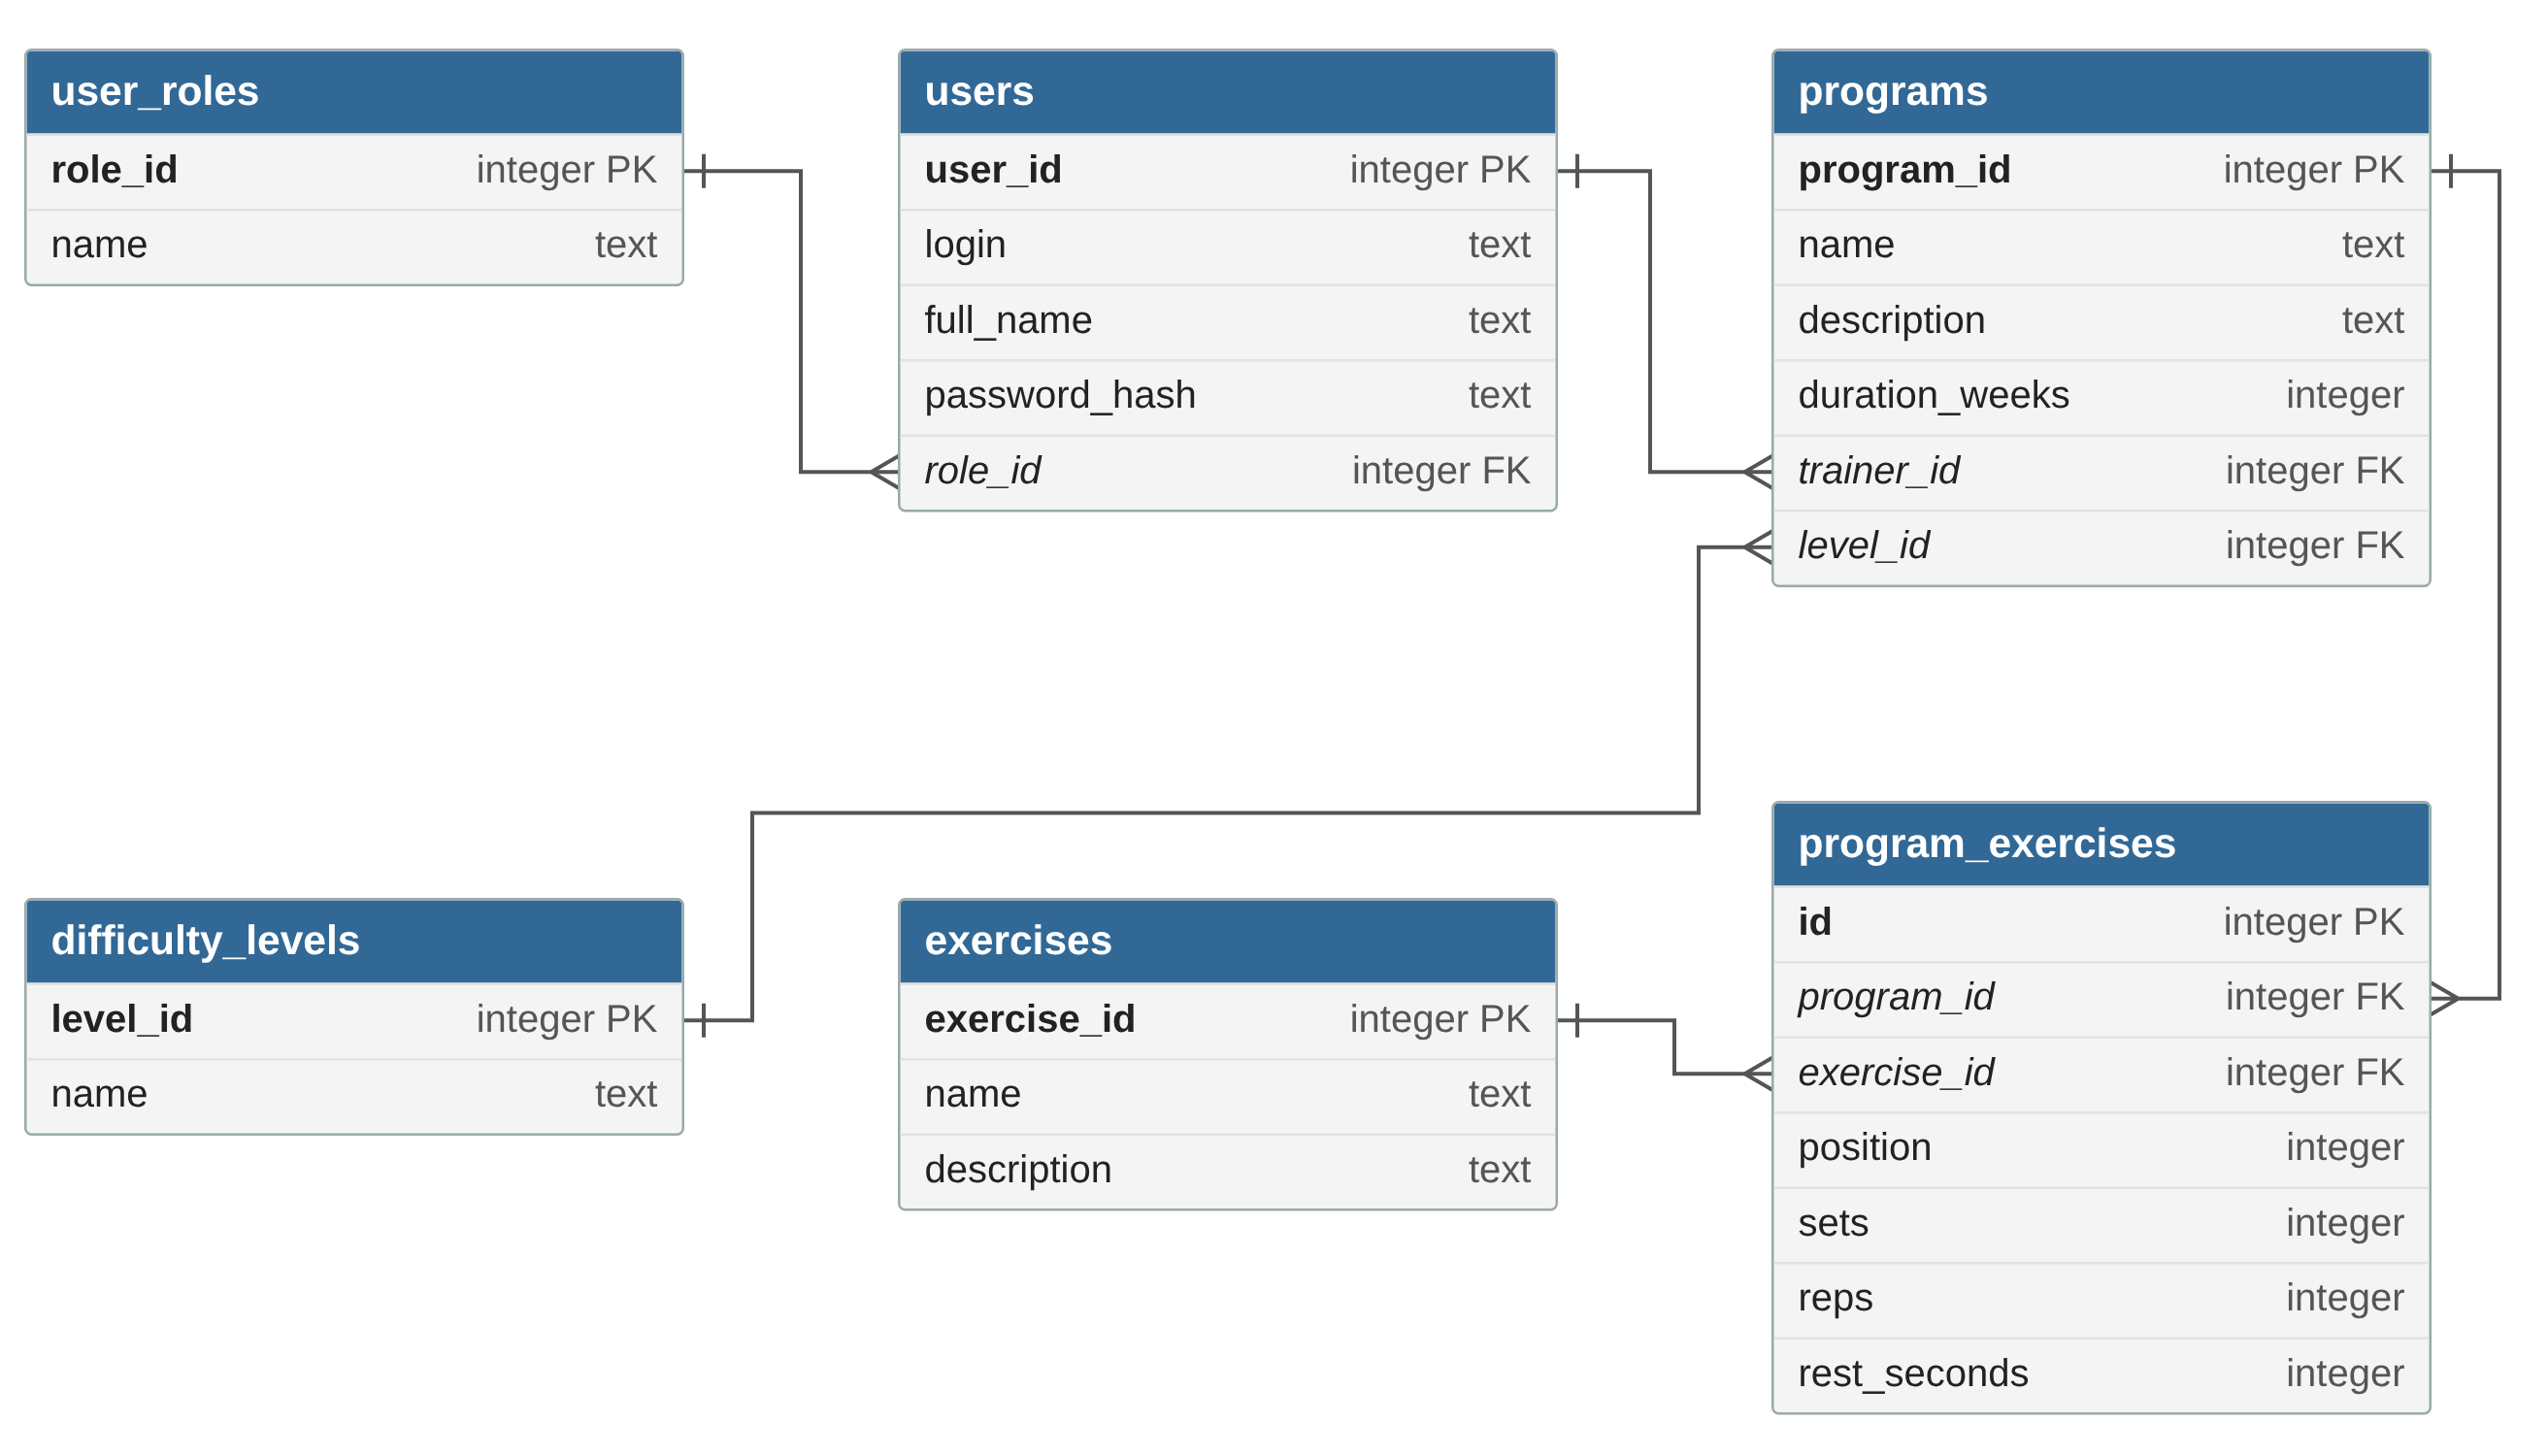 user_roles
role_id integer PK
name text
users
user_id integer PK
login text
full_name text
password_hash text
role_id integer FK
programs
program_id integer PK
name text
description text
duration_weeks integer
trainer_id integer FK
level_id integer FK
difficulty_levels
level_id integer PK
name text
exercises
exercise_id integer PK
name text
description text
program_exercises
id integer PK
program_id integer FK
exercise_id integer FK
position integer
sets integer
reps integer
rest_seconds integer